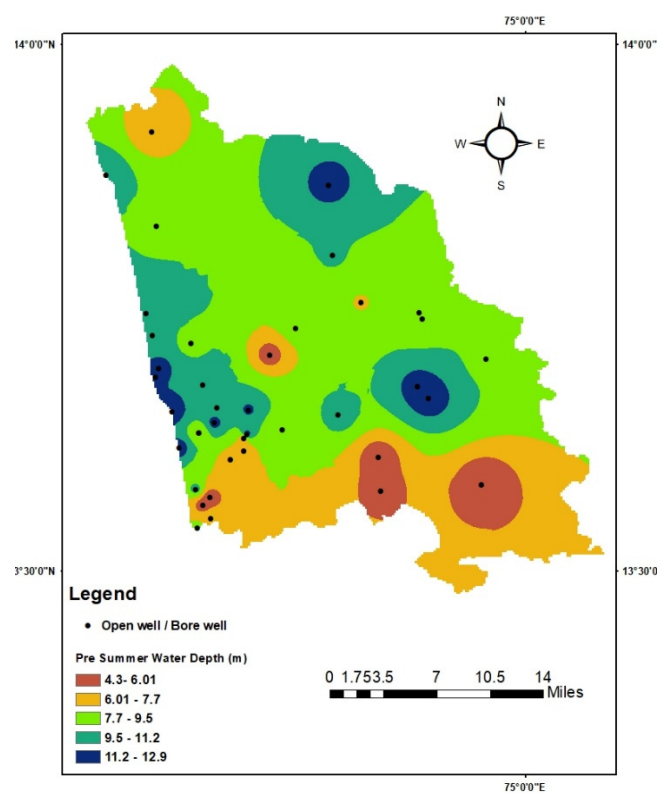 75°0'0"E
14°0'0"N
14°0'0"N
N
W
E
S
3°30'0"N
13°30'0"N
Legend
Open well / Bore well
Pre Summer Water Depth (m)
4.3- 6.01
6.01 - 7.7
7.7 - 9.5
9.5 - 11.2
11.2 - 12.9
0 1.753.5 7 10.5 14
Miles
75°0'0"E